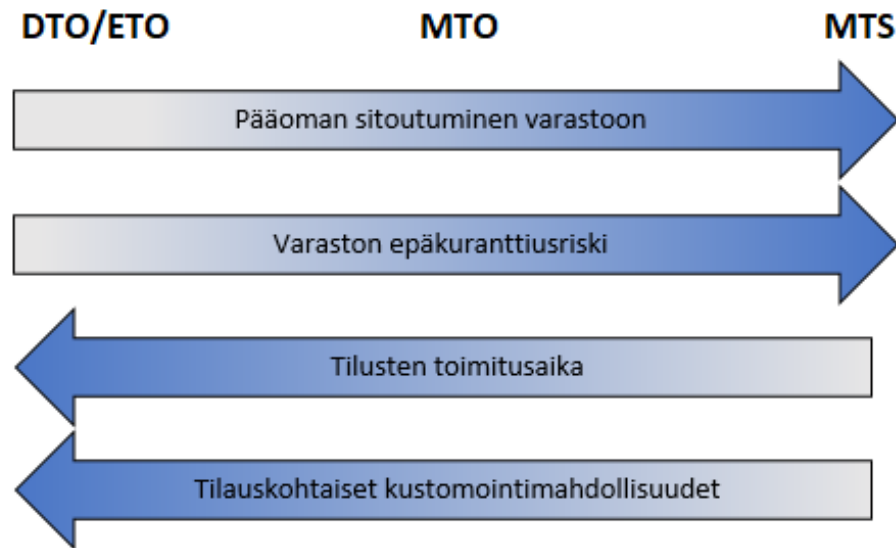 DTO/ETO MTO MTS
Pääoman sitoutuminen varastoon
Varaston epäkuranttiusriski
Tilusten toimitusaika
Tilauskohtaiset kustomointimahdollisuudet